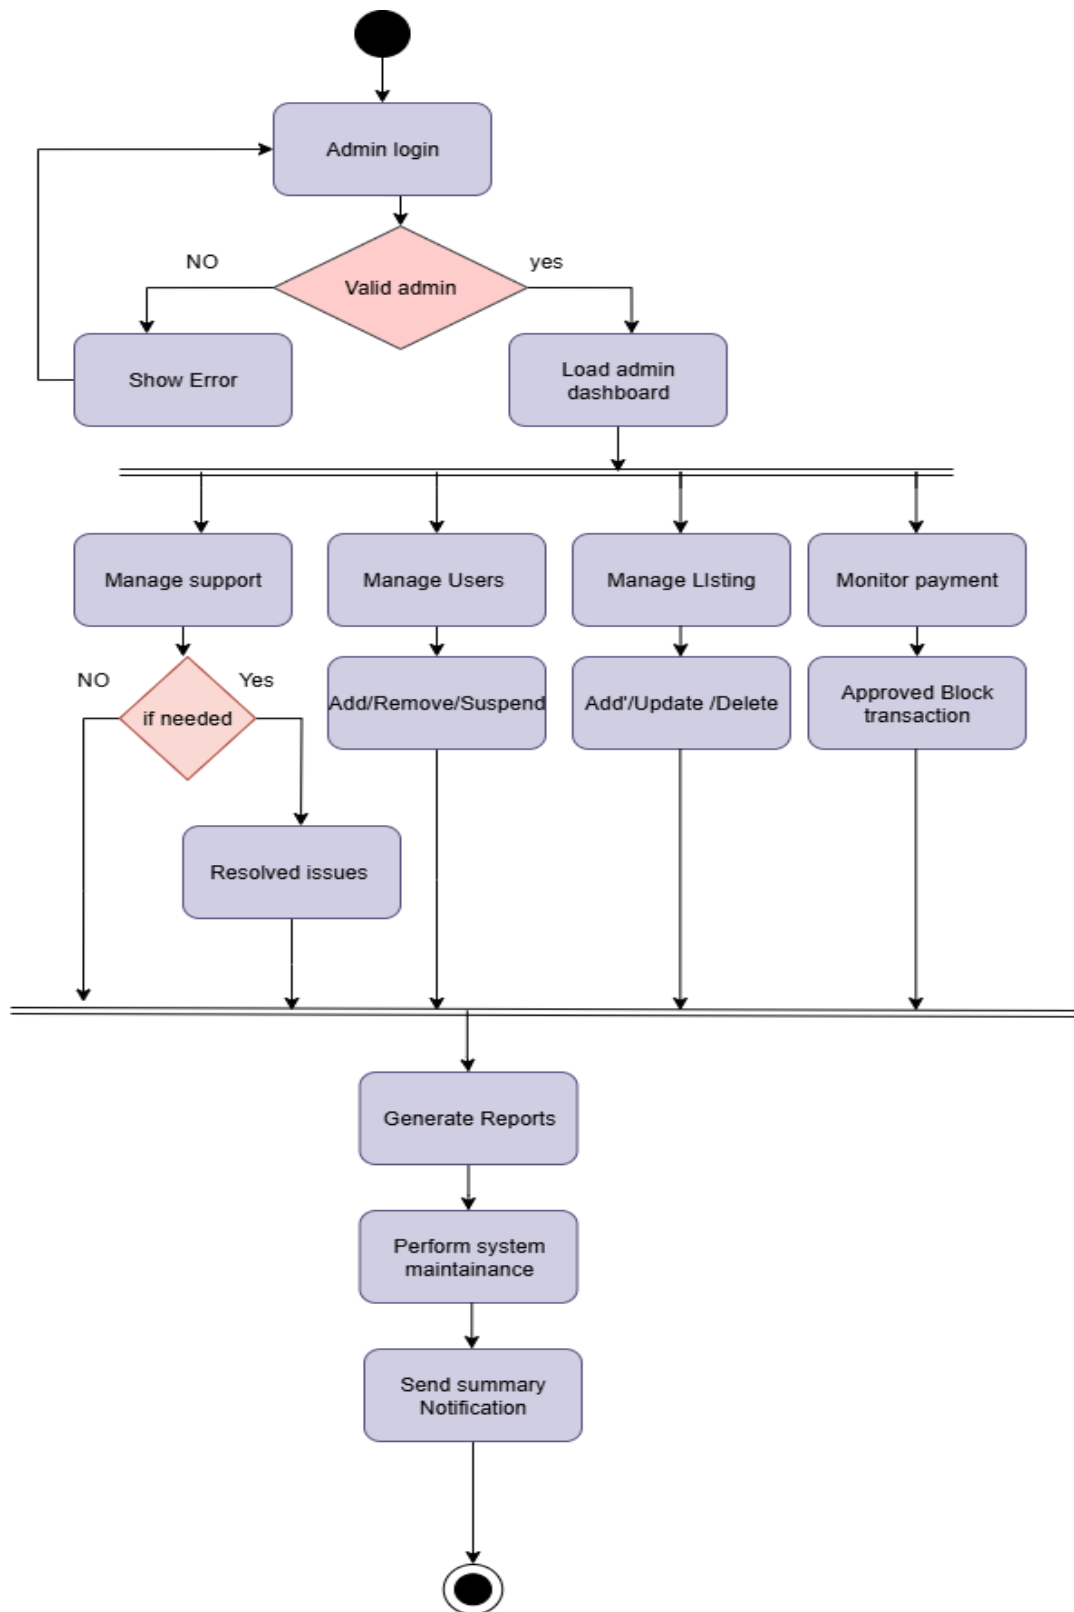 Admin login
NO
yes
Valid admin
Show Error
Load admin
dashboard
Manage support
Manage Users
Manage LIsting
Monitor payment
NO
Yes
if needed
Add/Remove/Suspend
Add'/Update /Delete
Approved Block
transaction
Resolved issues
Generate Reports
Perform system
maintainance
Send summary
Notification